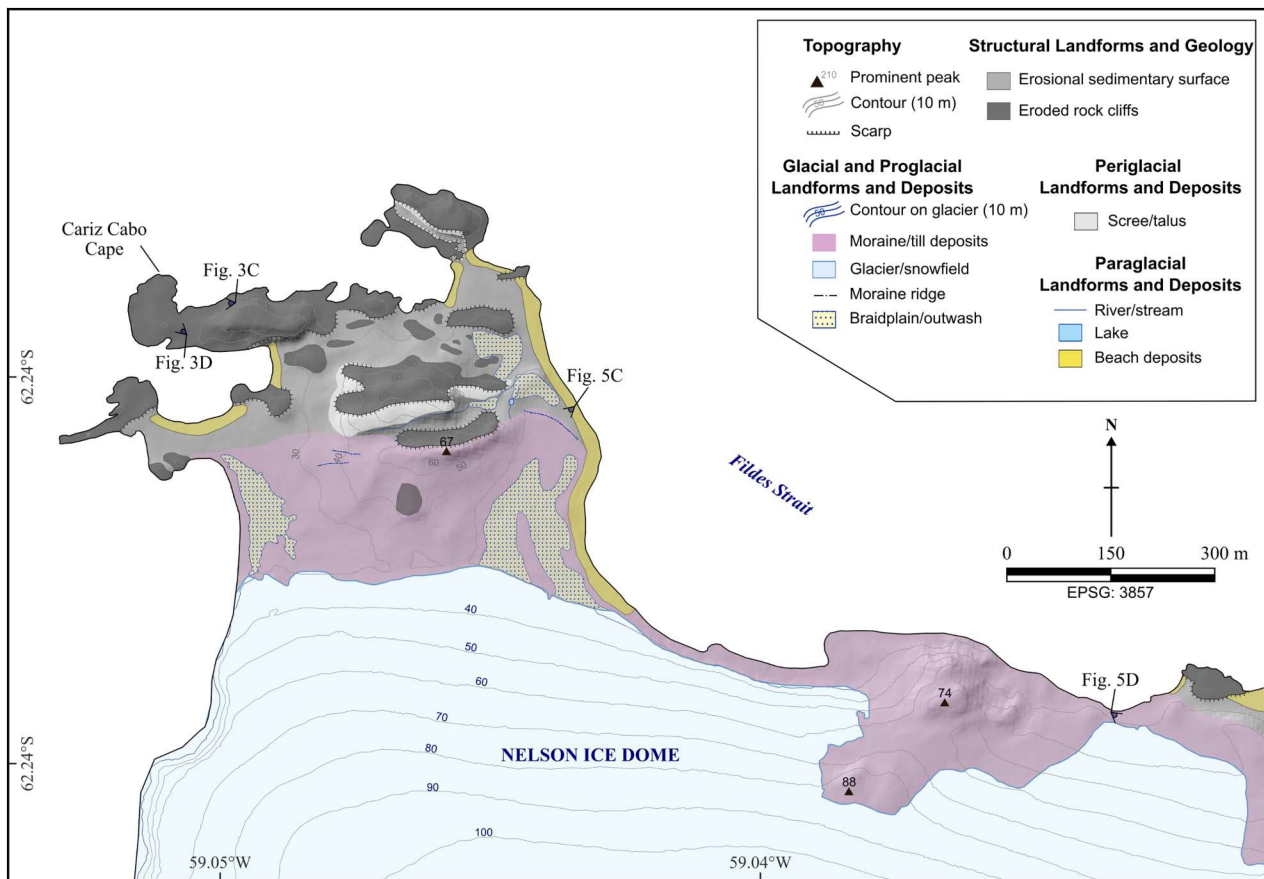 Topography
210
Prominent peak
50
Contour (10 m)
Scarp
Structural Landforms and Geology
Erosional sedimentary surface
Eroded rock cliffs
Glacial and Proglacial
Landforms and Deposits
50
Contour on glacier (10 m)
Moraine/till deposits
Glacier/snowfield
Moraine ridge
Braidplain/outwash
Periglacial
Landforms and Deposits
Scree/talus
Paraglacial
Landforms and Deposits
River/stream
Lake
Beach deposits
Cariz Cabo
Cape
Fig. 3C
Fig. 3D
Fig. 5C
62.24°S
67
30
40
60
Fildes Strait
N
0 150 300 m
EPSG: 3857
40
50
60
70
80
90
100
74
Fig. 5D
88
NELSON ICE DOME
62.24°S
59.05°W
59.04°W